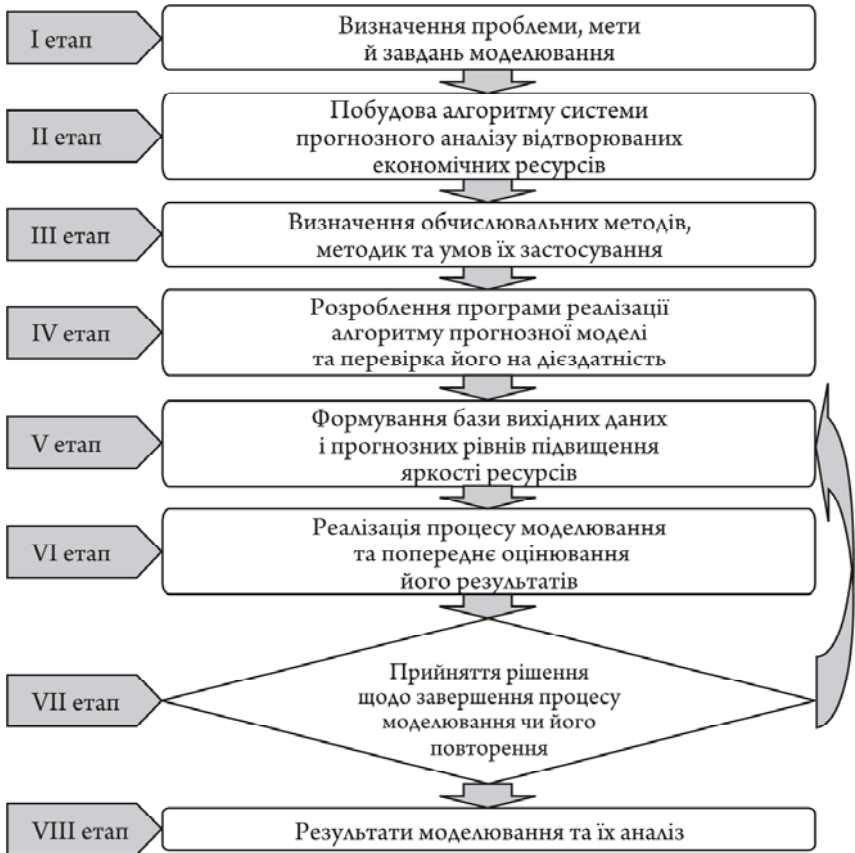 I етап
Визначення проблеми, мети
й завдань моделювання
II етап
Побудова алгоритму системи
прогнозного аналізу відтворюваних
економічних ресурсів
III етап
Визначення обчислювальних методів,
методик та умов їх застосування
IV етап
Розроблення програми реалізації
алгоритму прогнозної моделі
та перевірка його на дієздатність
V етап
Формування бази вихідних даних
і прогнозних рівнів підвищення
яркості ресурсів
VI етап
Реалізація процесу моделювання
та попереднє оцінювання
його результатів
VII етап
Прийняття рішення
щодо завершення процесу
моделювання чи його
повторення
VIII етап
Результати моделювання та їх аналіз